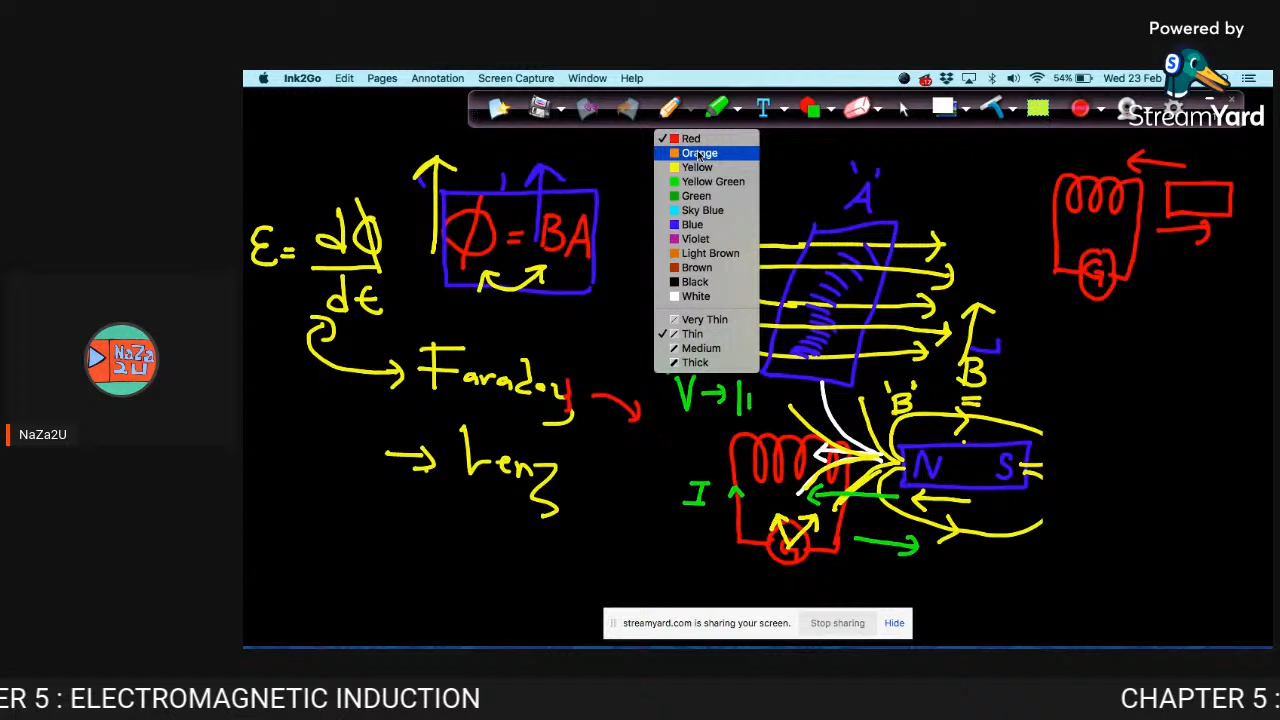 Powered by
StreamYard
Ink2Go Edit Pages Annotation Screen Capture Window Help
54% Wed 23 Feb
Red
Orange
Yellow
Yellow Green
Green
Sky Blue
Blue
Violet
Light Brown
Brown
Black
White
Very Thin
Thin
Medium
Thick
ε = dΦ/dt
Φ = BA
'A'
G
Faraday
Lenz
V →
B
'B'
N S
I
G
NaZa
2U
NaZa2U
streamyard.com is sharing your screen. Stop sharing Hide
ER 5 : ELECTROMAGNETIC INDUCTION
CHAPTER 5 :